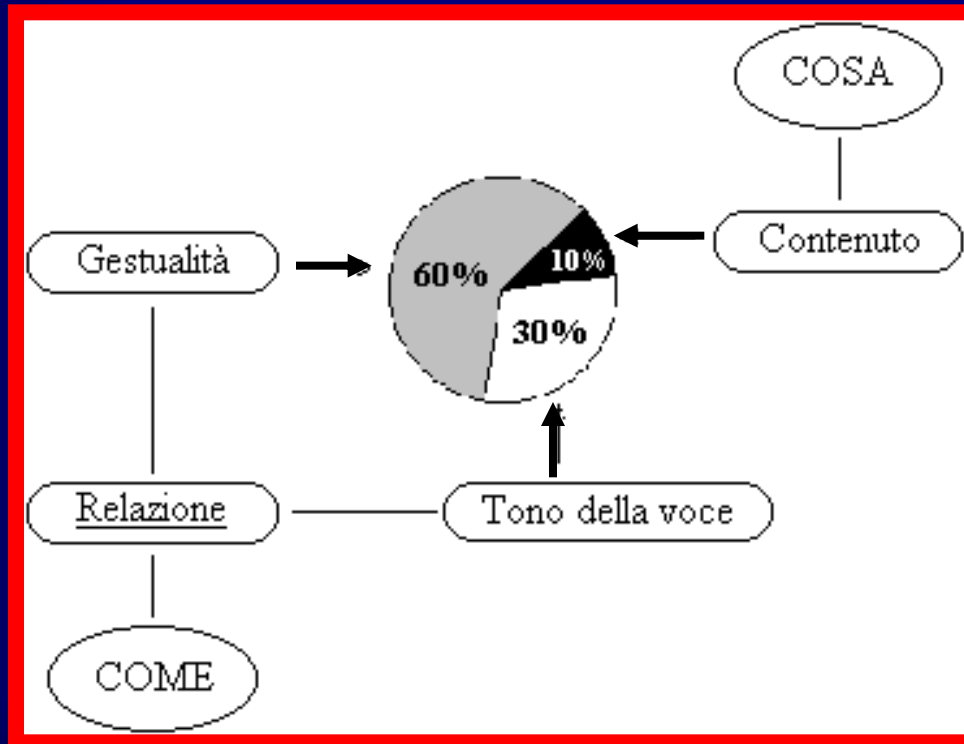 COSA
Contenuto
Gestualità
60%
10%
30%
Relazione
Tono della voce
COME